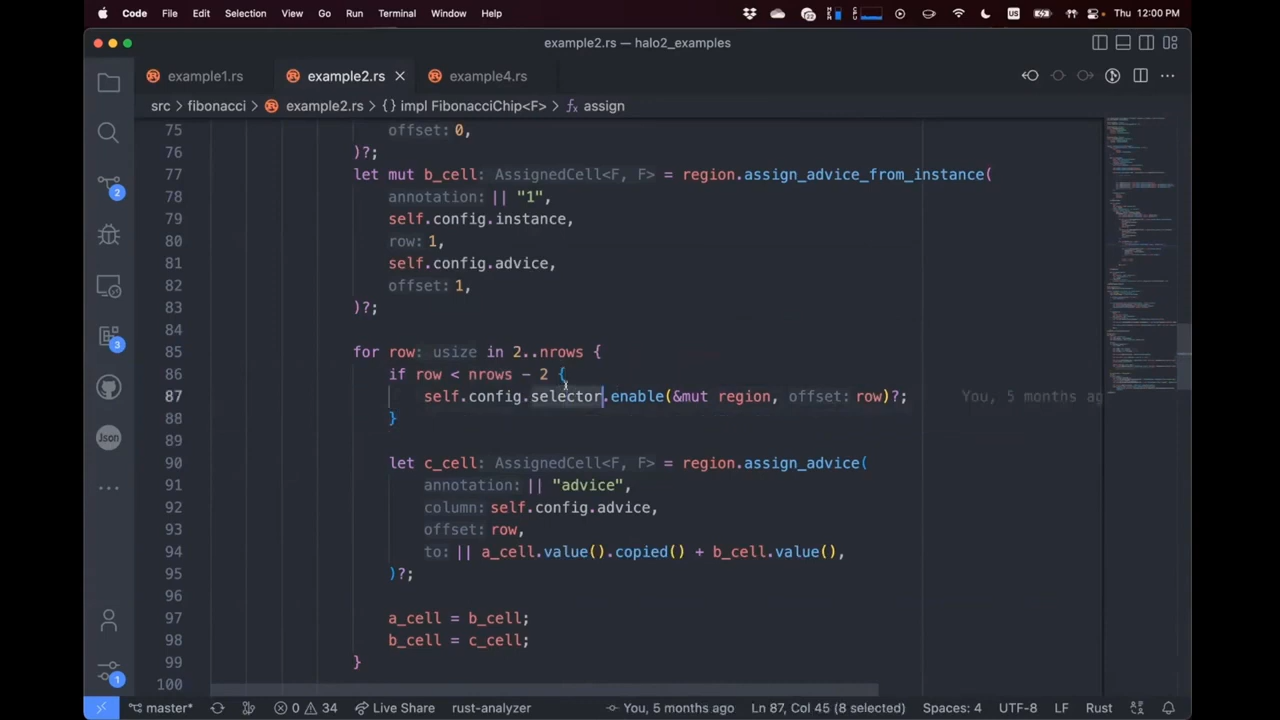 Code File Edit Selection View Go Run Terminal Window Help Thu 12:00 PM
example2.rs — halo2_examples
example1.rs example2.rs example4.rs
src > fibonacci > example2.rs > {} impl FibonacciChip<F> > assign
75 offset: 0,
76 )?;
77 let mut b_cell: AssignedCell<F, F> = region.assign_advice_from_instance(
78 annotation: || "1",
79 self.config.instance,
80 row: 1,
81 self.config.advice,
82 offset: 1,
83 )?;
84
85 for row: usize in 2..nrows {
86 if row < nrows - 2 {
87 self.config.selector.enable(&mut region, offset: row)?; You, 5 months ag
88 }
89
90 let c_cell: AssignedCell<F, F> = region.assign_advice(
91 annotation: || "advice",
92 column: self.config.advice,
93 offset: row,
94 to: || a_cell.value().copied() + b_cell.value(),
95 )?;
96
97 a_cell = b_cell;
98 b_cell = c_cell;
99 }
100
2
3
Json
1
master* 0 34 Live Share rust-analyzer You, 5 months ago Ln 87, Col 45 (8 selected) Spaces: 4 UTF-8 LF Rust